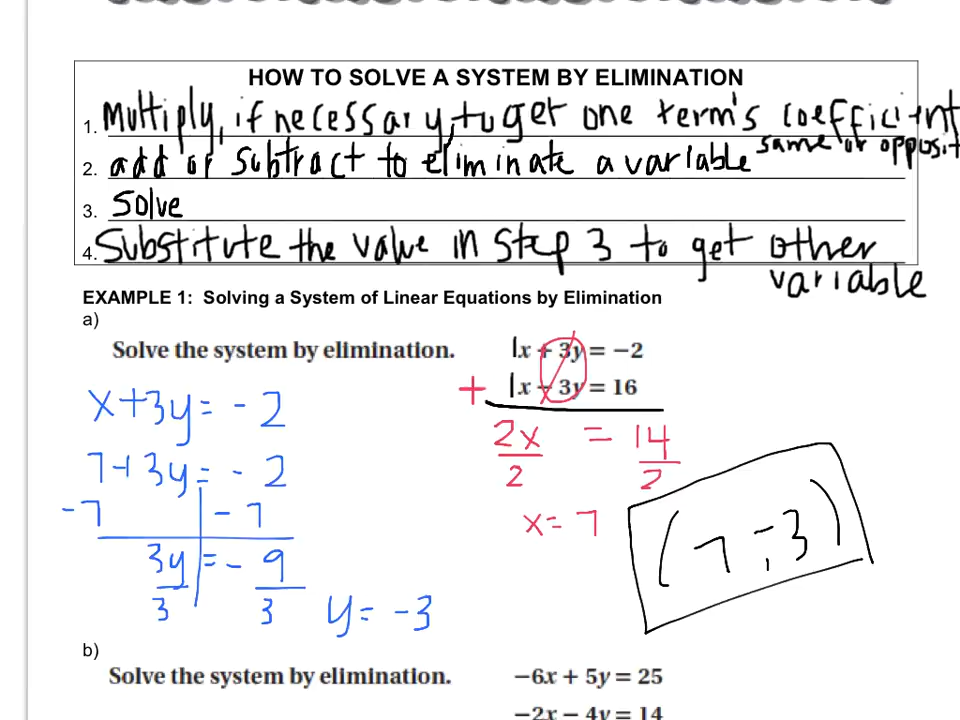 HOW TO SOLVE A SYSTEM BY ELIMINATION
1. Multiply, if necessary, to get one term's coefficient
same or opposit
2. add or subtract to eliminate a variable
3. Solve
4. Substitute the value in Step 3 to get other
variable
EXAMPLE 1: Solving a System of Linear Equations by Elimination
a)
Solve the system by elimination.
1x + 3y = −2
+ 1x − 3y = 16
2x = 14
2 2
x = 7
x + 3y = - 2
7 + 3y = - 2
-7 - 7
3y = - 9
3 3
y = -3
(7, -3)
b)
Solve the system by elimination.
−6x + 5y = 25
−2x − 4y = 14